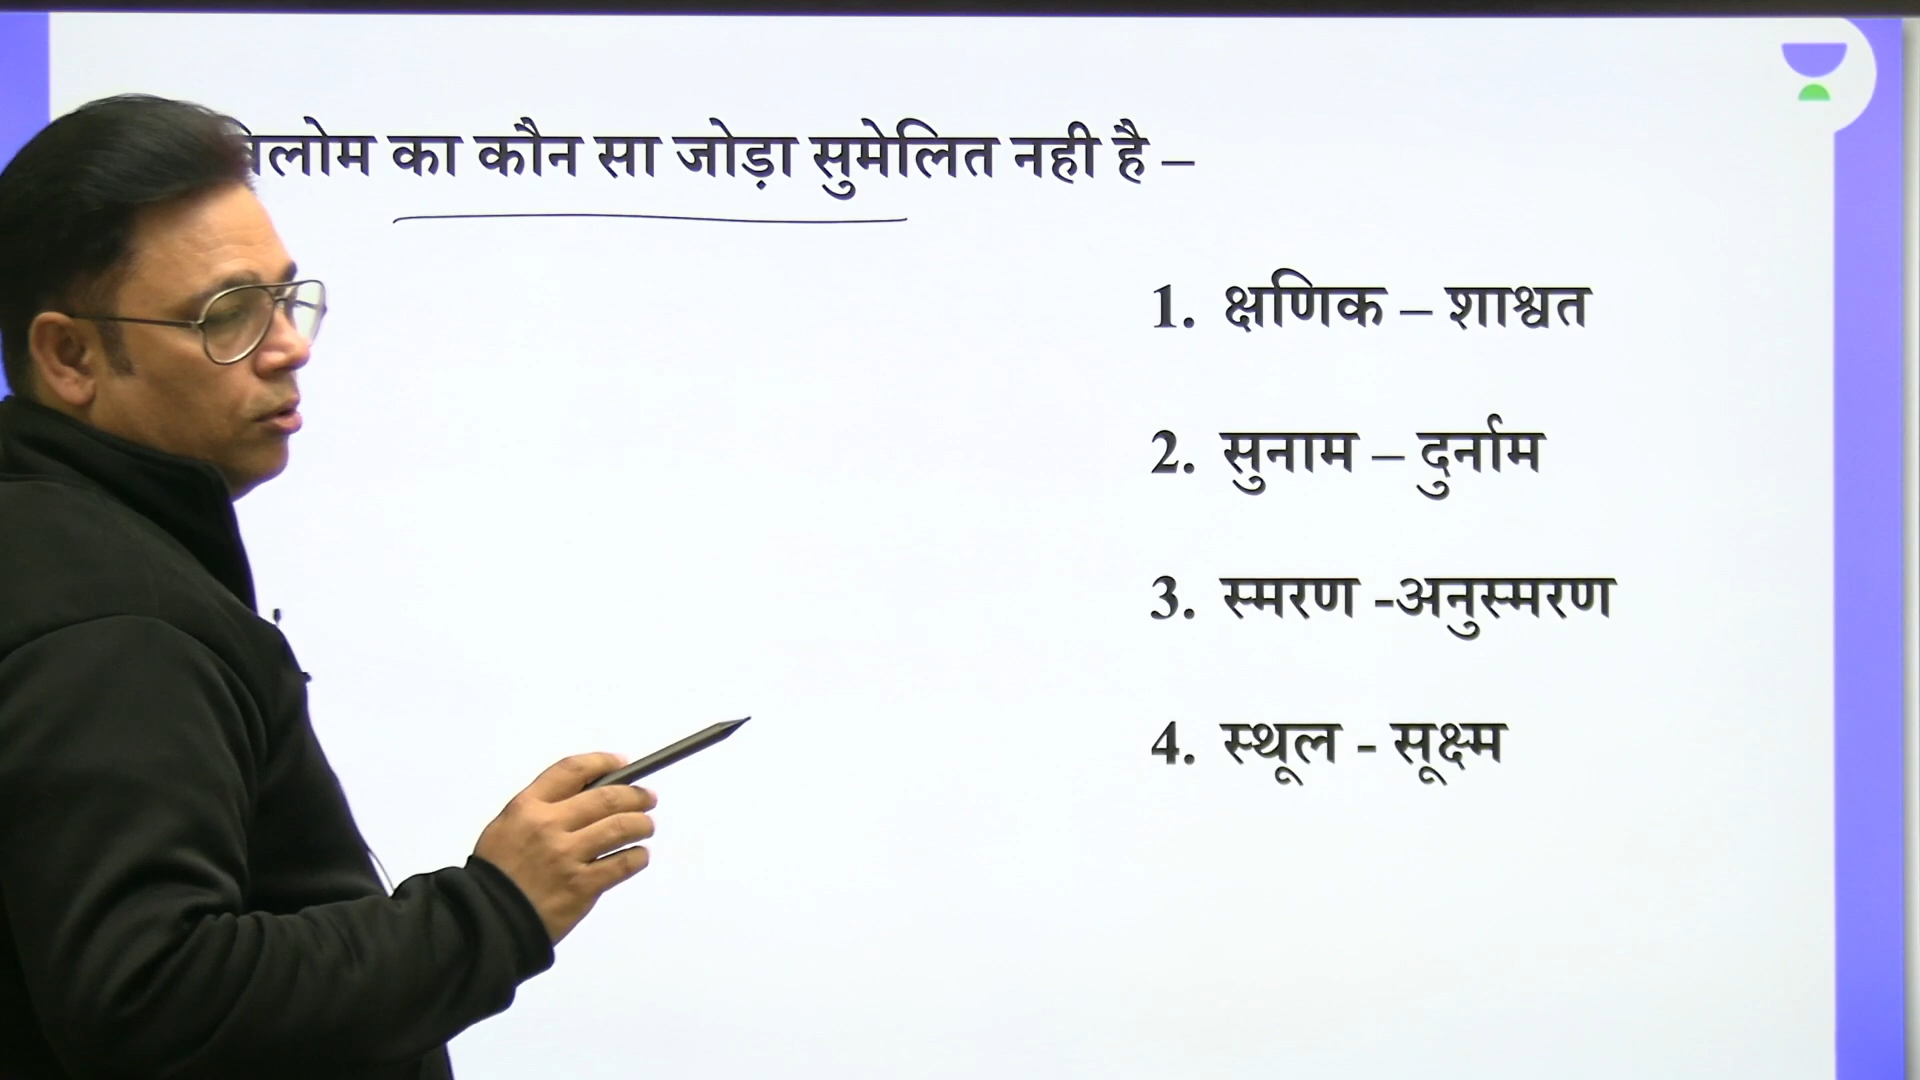 का कौन सा जोड़ा सुमेलित नही है –
1. क्षणिक – शाश्वत
2. सुनाम – दुर्नाम
3. स्मरण -अनुस्मरण
4. स्थूल - सूक्ष्म